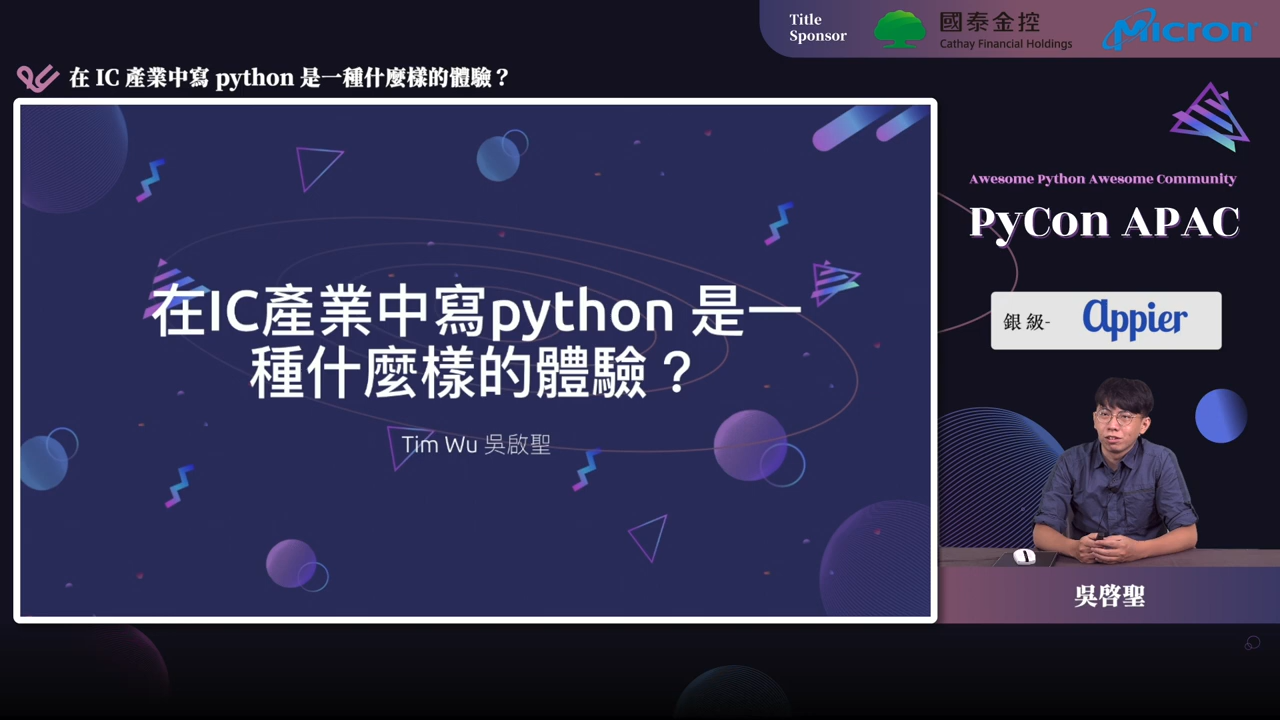 Title
Sponsor
國泰金控
Cathay Financial Holdings
Micron
在 IC 產業中寫 python 是一種什麼樣的體驗？
在IC產業中寫python 是一
種什麼樣的體驗？
Tim Wu 吳啟聖
Awesome Python Awesome Community
PyCon APAC
銀 級- Appier
吳啓聖